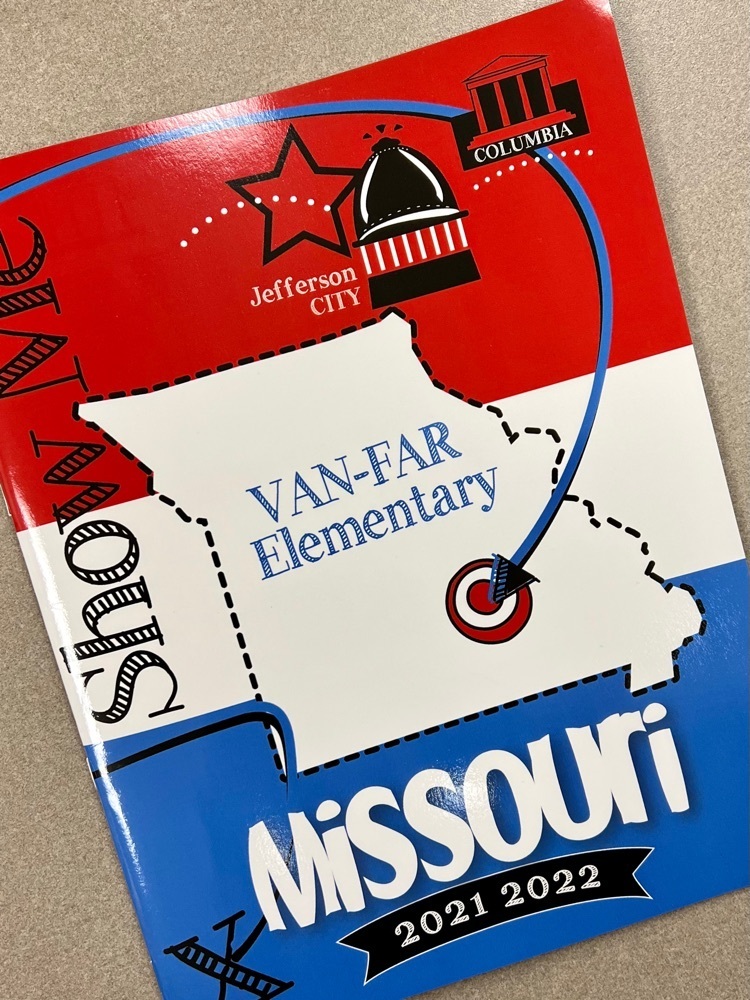 COLUMBIA
Jefferson
CITY
Show Me
VAN-FAR
Elementary
Missouri
2021 2022
X